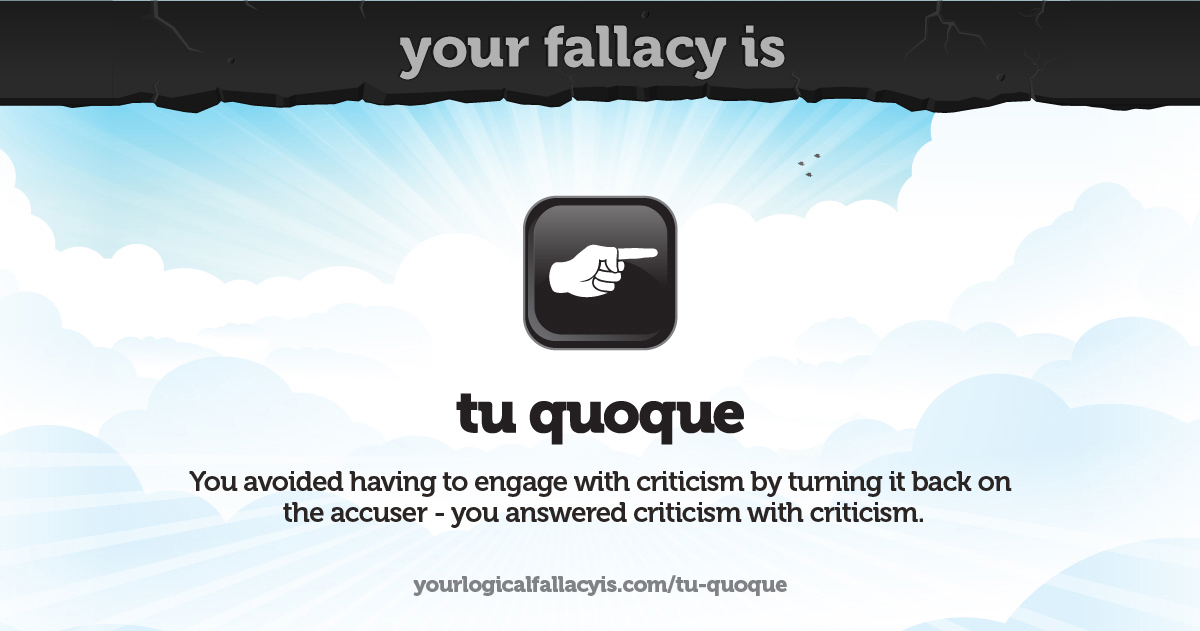 your fallacy is
tu quoque
You avoided having to engage with criticism by turning it back on
the accuser - you answered criticism with criticism.
yourlogicalfallacyis.com/tu-quoque